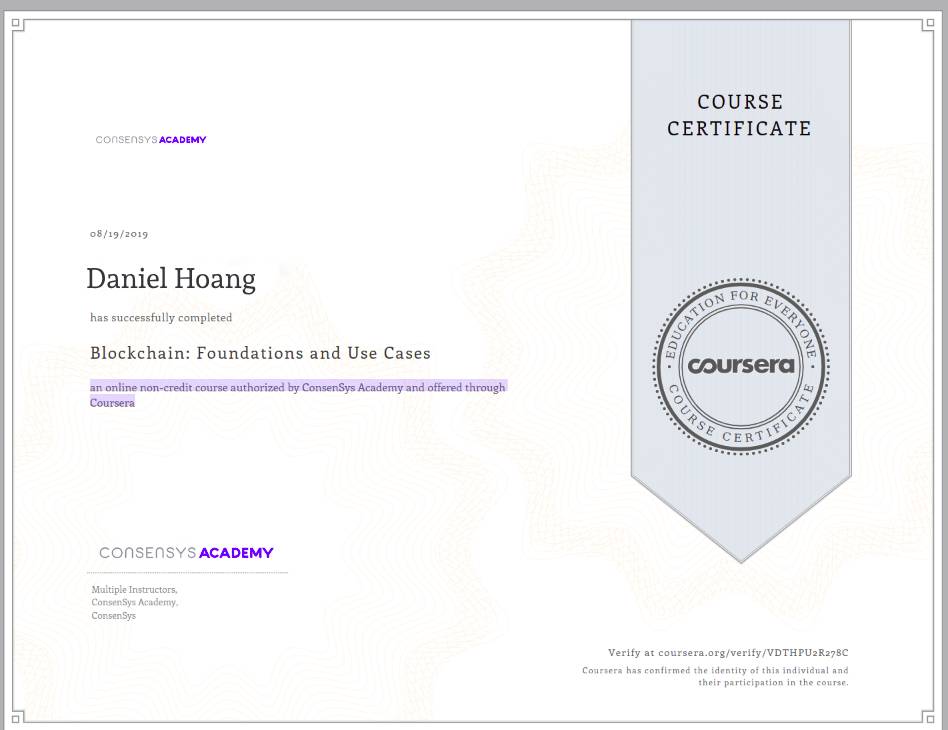 COURSE
CERTIFICATE
CONSENSYS ACADEMY
08/19/2019
Daniel Hoang
has successfully completed
Blockchain: Foundations and Use Cases
an online non-credit course authorized by ConsenSys Academy and offered through
Coursera
EDUCATION FOR EVERYONE
coursera
COURSE CERTIFICATE
CONSENSYS ACADEMY
Multiple Instructors,
ConsenSys Academy,
ConsenSys
Verify at coursera.org/verify/VDTHPU2R278C
Coursera has confirmed the identity of this individual and
their participation in the course.